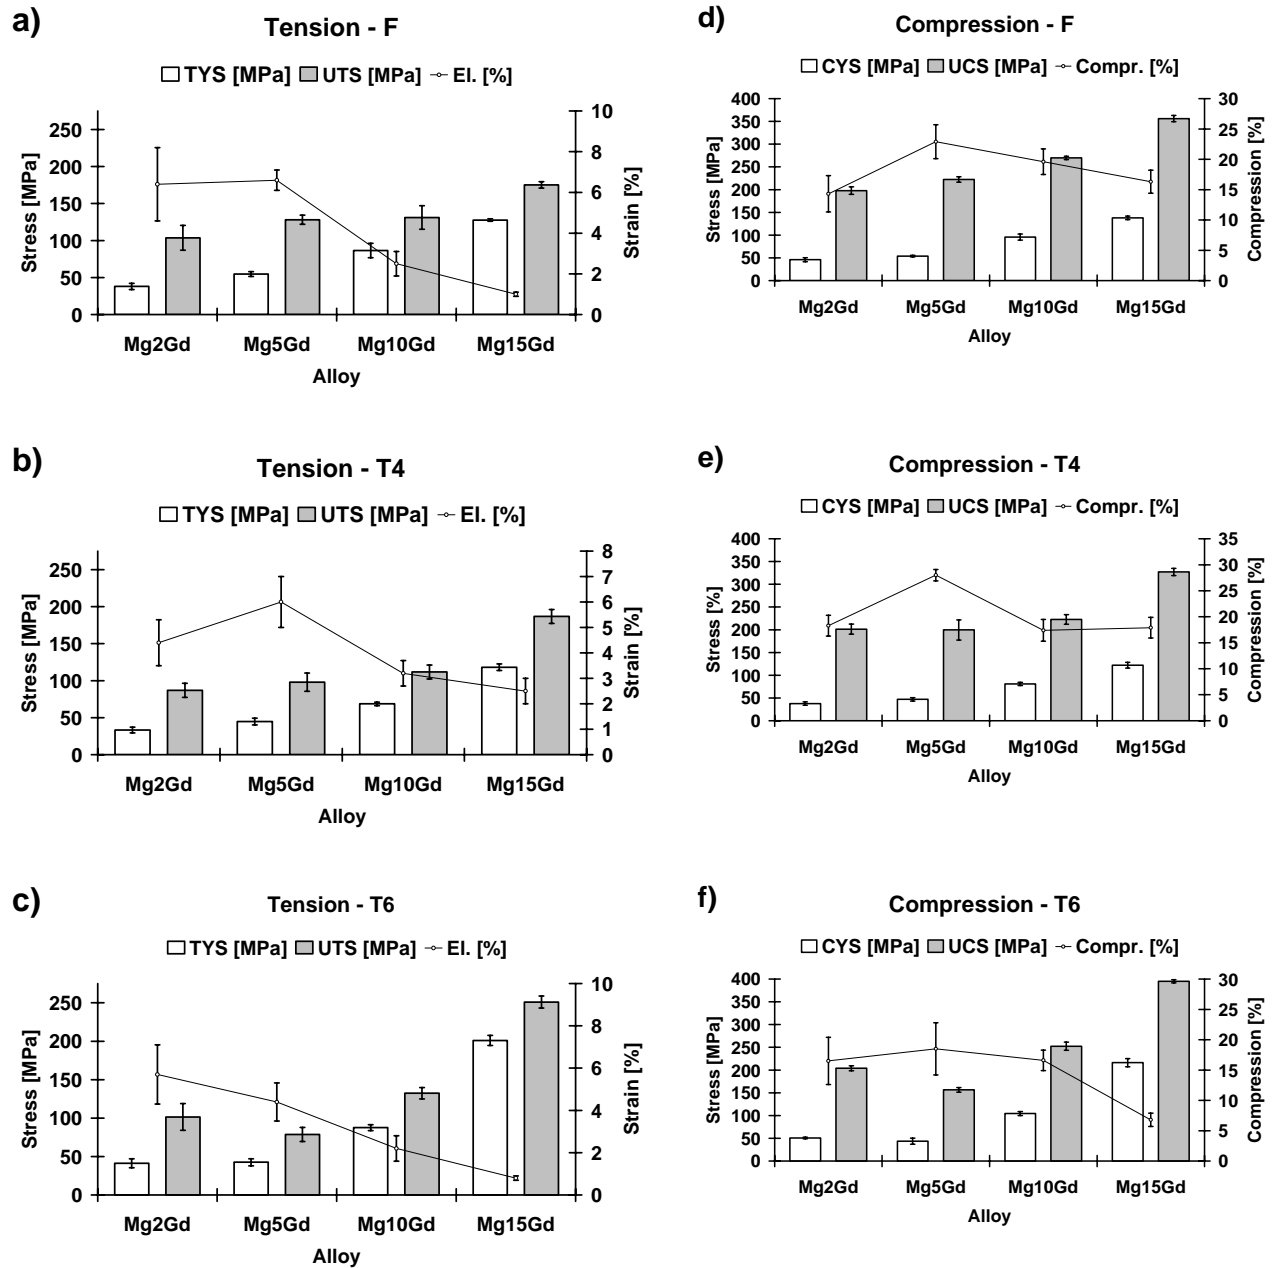 a)
Tension - F
TYS [MPa] UTS [MPa] El. [%]
Stress [MPa]
250
200
150
100
50
0
10
8
6
4
2
0
Strain [%]
Mg2Gd Mg5Gd Mg10Gd Mg15Gd
Alloy
d)
Compression - F
CYS [MPa] UCS [MPa] Compr. [%]
Stress [MPa]
400
350
300
250
200
150
100
50
0
30
25
20
15
10
5
0
Compression [%]
Mg2Gd Mg5Gd Mg10Gd Mg15Gd
Alloy
b)
Tension - T4
TYS [MPa] UTS [MPa] El. [%]
Stress [MPa]
250
200
150
100
50
0
8
7
6
5
4
3
2
1
0
Strain [%]
Mg2Gd Mg5Gd Mg10Gd Mg15Gd
Alloy
e)
Compression - T4
CYS [MPa] UCS [MPa] Compr. [%]
Stress [%]
400
350
300
250
200
150
100
50
0
35
30
25
20
15
10
5
0
Compression [%]
Mg2Gd Mg5Gd Mg10Gd Mg15Gd
Alloy
c)
Tension - T6
TYS [MPa] UTS [MPa] El. [%]
Stress [MPa]
250
200
150
100
50
0
10
8
6
4
2
0
Strain [%]
Mg2Gd Mg5Gd Mg10Gd Mg15Gd
Alloy
f)
Compression - T6
CYS [MPa] UCS [MPa] Compr. [%]
Stress [MPa]
400
350
300
250
200
150
100
50
0
30
25
20
15
10
5
0
Compression [%]
Mg2Gd Mg5Gd Mg10Gd Mg15Gd
Alloy